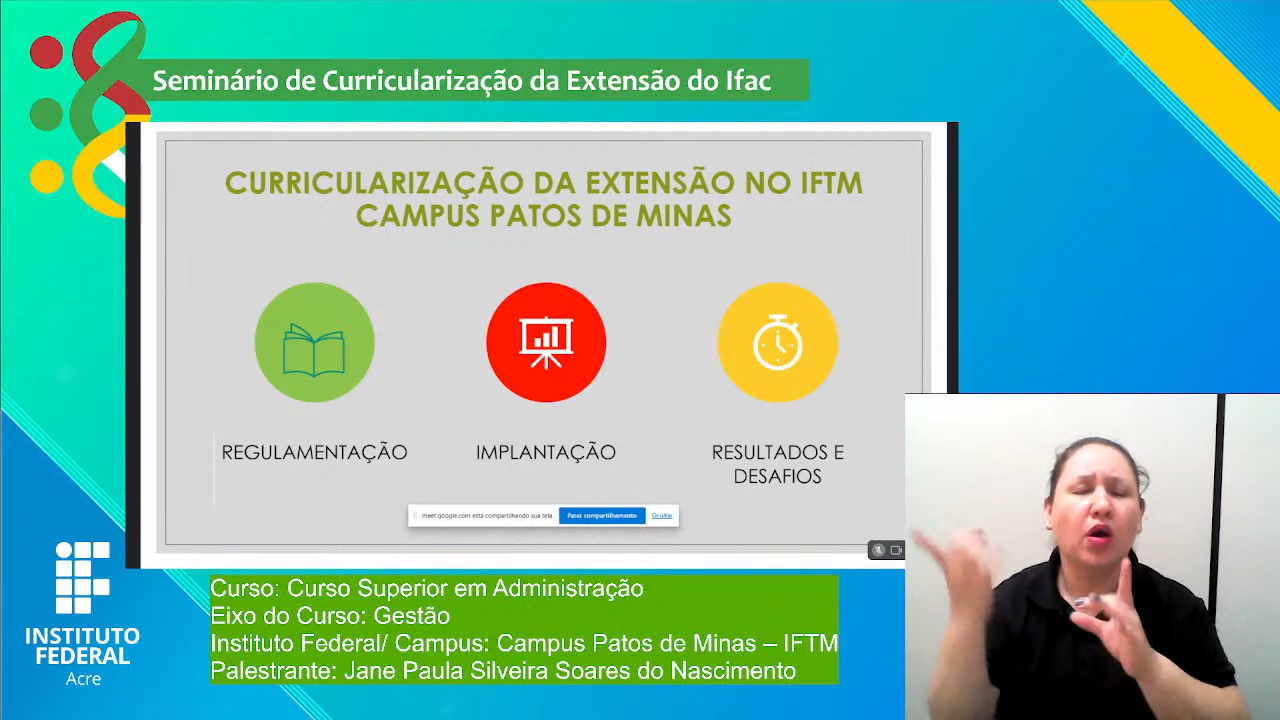 Seminário de Curricularização da Extensão do Ifac
CURRICULARIZAÇÃO DA EXTENSÃO NO IFTM
CAMPUS PATOS DE MINAS
REGULAMENTAÇÃO
IMPLANTAÇÃO
RESULTADOS E
DESAFIOS
meet.google.com está compartilhando sua tela.
Parar compartilhamento
Ocultar
Curso: Curso Superior em Administração
Eixo do Curso: Gestão
Instituto Federal/ Campus: Campus Patos de Minas – IFTM
Palestrante: Jane Paula Silveira Soares do Nascimento
INSTITUTO
FEDERAL
Acre